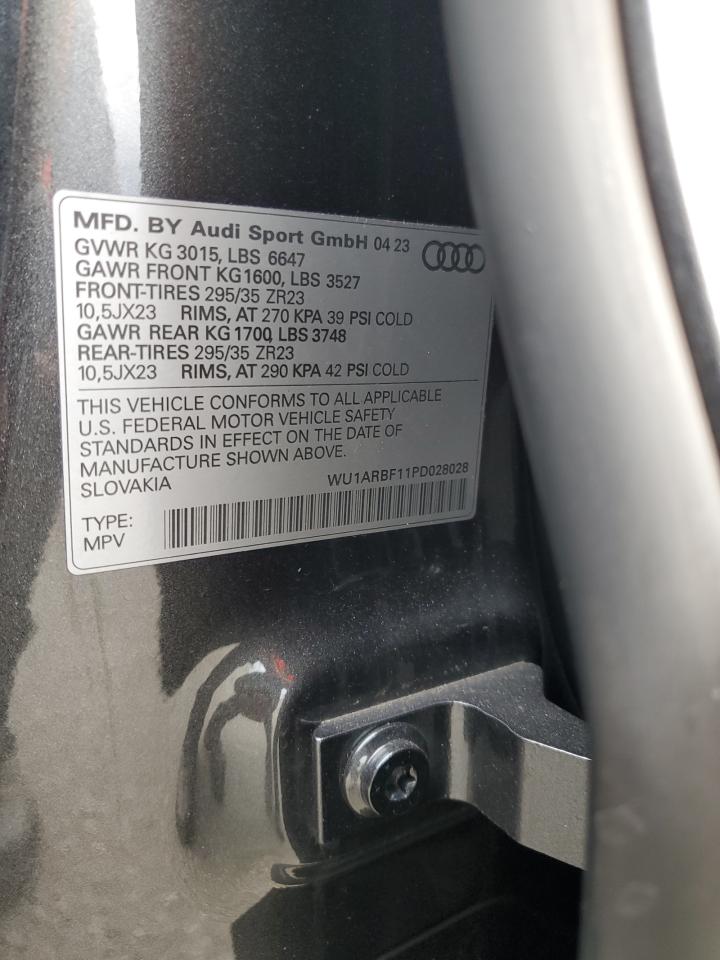 MFD. BY Audi Sport GmbH 04 23
GVWR KG 3015, LBS 6647
GAWR FRONT KG1600, LBS 3527
FRONT-TIRES 295/35 ZR23
10,5JX23 RIMS, AT 270 KPA 39 PSI COLD
GAWR REAR KG 1700, LBS 3748
REAR-TIRES 295/35 ZR23
10,5JX23 RIMS, AT 290 KPA 42 PSI COLD
THIS VEHICLE CONFORMS TO ALL APPLICABLE
U.S. FEDERAL MOTOR VEHICLE SAFETY
STANDARDS IN EFFECT ON THE DATE OF
MANUFACTURE SHOWN ABOVE.
SLOVAKIA WU1ARBF11PD028028
TYPE:
MPV